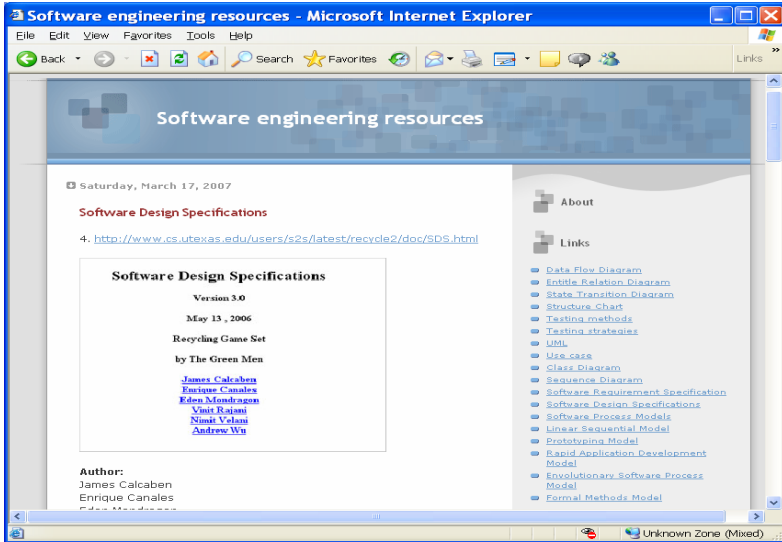 Software engineering resources - Microsoft Internet Explorer
File Edit View Favorites Tools Help
Back Search Favorites Links »
Software engineering resources
Saturday, March 17, 2007
Software Design Specifications
4. http://www.cs.utexas.edu/users/s2s/latest/recycle2/doc/SDS.html
Software Design Specifications
Version 3.0
May 13 , 2006
Recycling Game Set
by The Green Men
James Calcaben
Enrique Canales
Eden Mondragon
Vinit Rajani
Nimit Velani
Andrew Wu
Author:
James Calcaben
Enrique Canales
Eden Mondragon
About
Links
Data Flow Diagram
Entitle Relation Diagram
State Transition Diagram
Structure Chart
Testing methods
Testing strategies
UML
Use case
Class Diagram
Sequence Diagram
Software Requirement Specification
Software Design Specifications
Software Process Models
Linear Sequential Model
Prototyping Model
Rapid Application Development
Model
Envolutionary Software Process
Model
Formal Methods Model
Unknown Zone (Mixed)